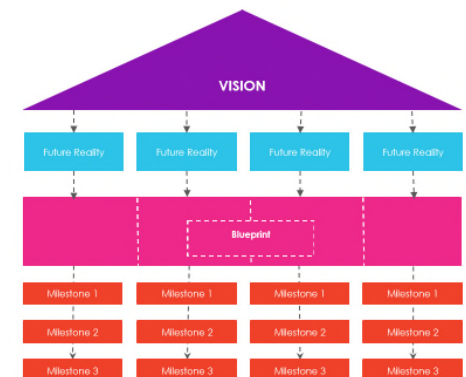 VISION
Future Reality Future Reality Future Reality Future Reality
Blueprint
Milestone 1 Milestone 1 Milestone 1 Milestone 1
Milestone 2 Milestone 2 Milestone 2 Milestone 2
Milestone 3 Milestone 3 Milestone 3 Milestone 3